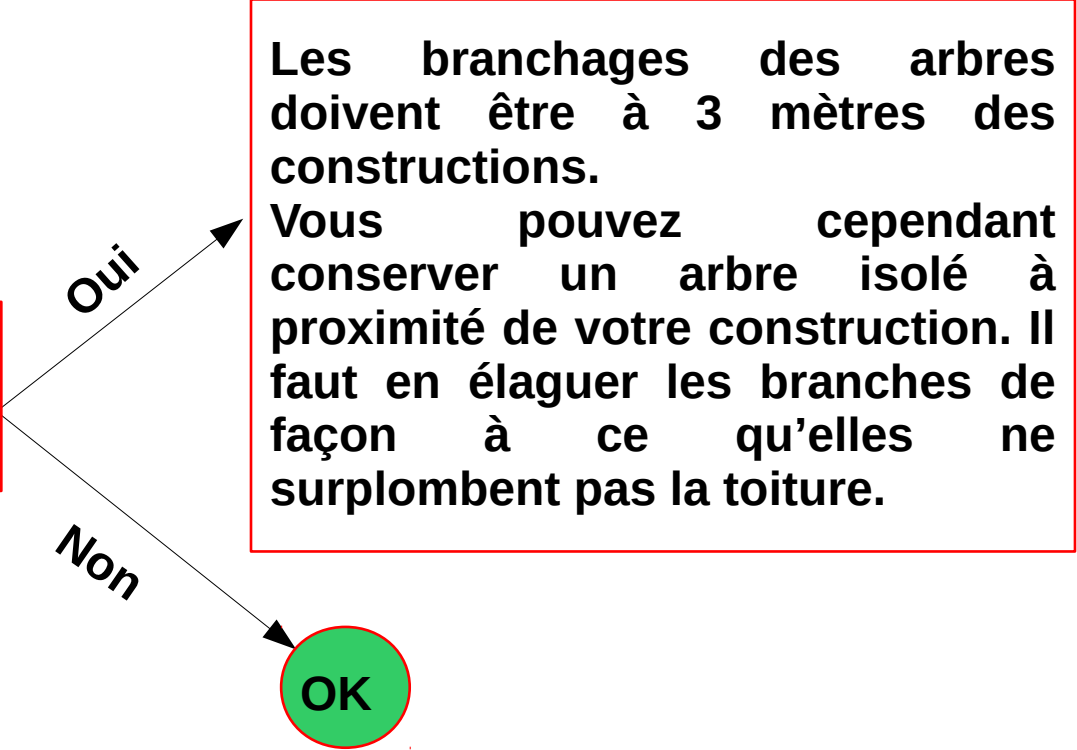 Les branchages des arbres
doivent être à 3 mètres des
constructions.
Vous pouvez cependant
conserver un arbre isolé à
proximité de votre construction. Il
faut en élaguer les branches de
façon à ce qu’elles ne
surplombent pas la toiture.
Oui
Non
OK